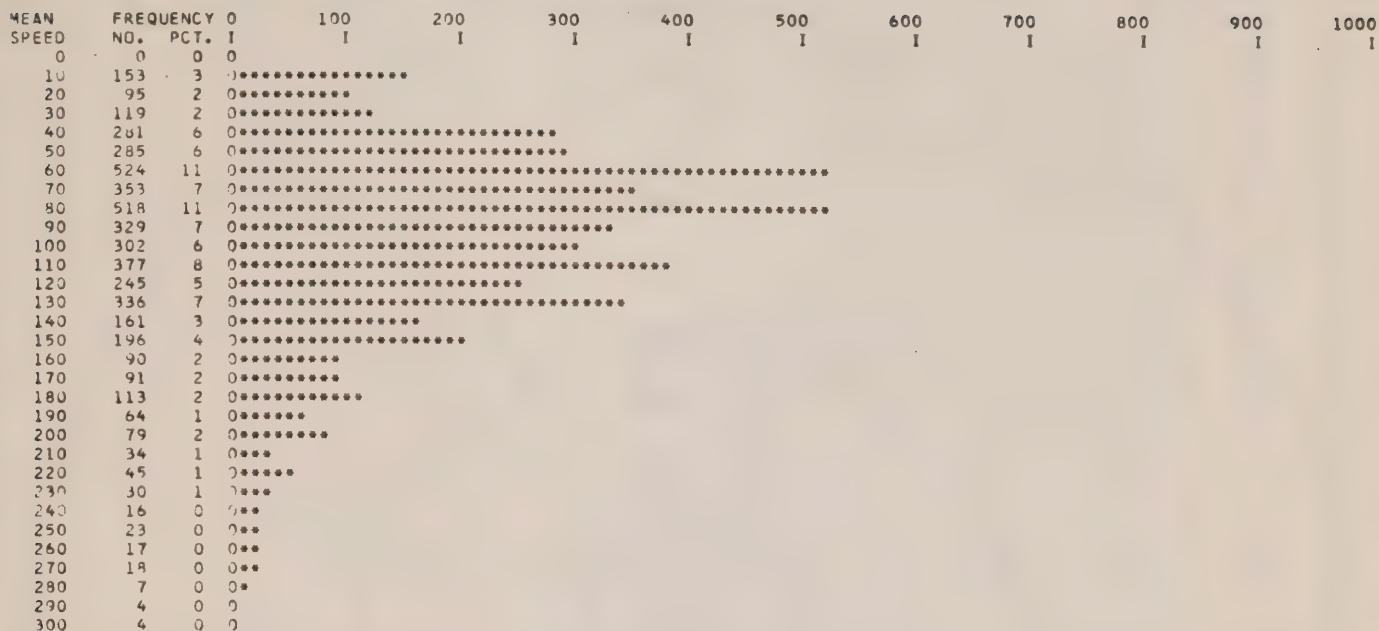 MEAN FREQUENCY 0 100 200 300 400 500 600 700 800 900 1000
SPEED NO. PCT. I I I I I I I I I I I
0 0 0 0
10 153 3 0***************
20 95 2 0**********
30 119 2 0************
40 281 6 0****************************
50 285 6 0*****************************
60 524 11 0****************************************************
70 353 7 0***********************************
80 518 11 0****************************************************
90 329 7 0*********************************
100 302 6 0******************************
110 377 8 0**************************************
120 245 5 0*************************
130 336 7 0**********************************
140 161 3 0****************
150 196 4 0********************
160 90 2 0*********
170 91 2 0*********
180 113 2 0***********
190 64 1 0******
200 79 2 0********
210 34 1 0***
220 45 1 0*****
230 30 1 0***
240 16 0 0**
250 23 0 0**
260 17 0 0**
270 18 0 0**
280 7 0 0*
290 4 0 0
300 4 0 0